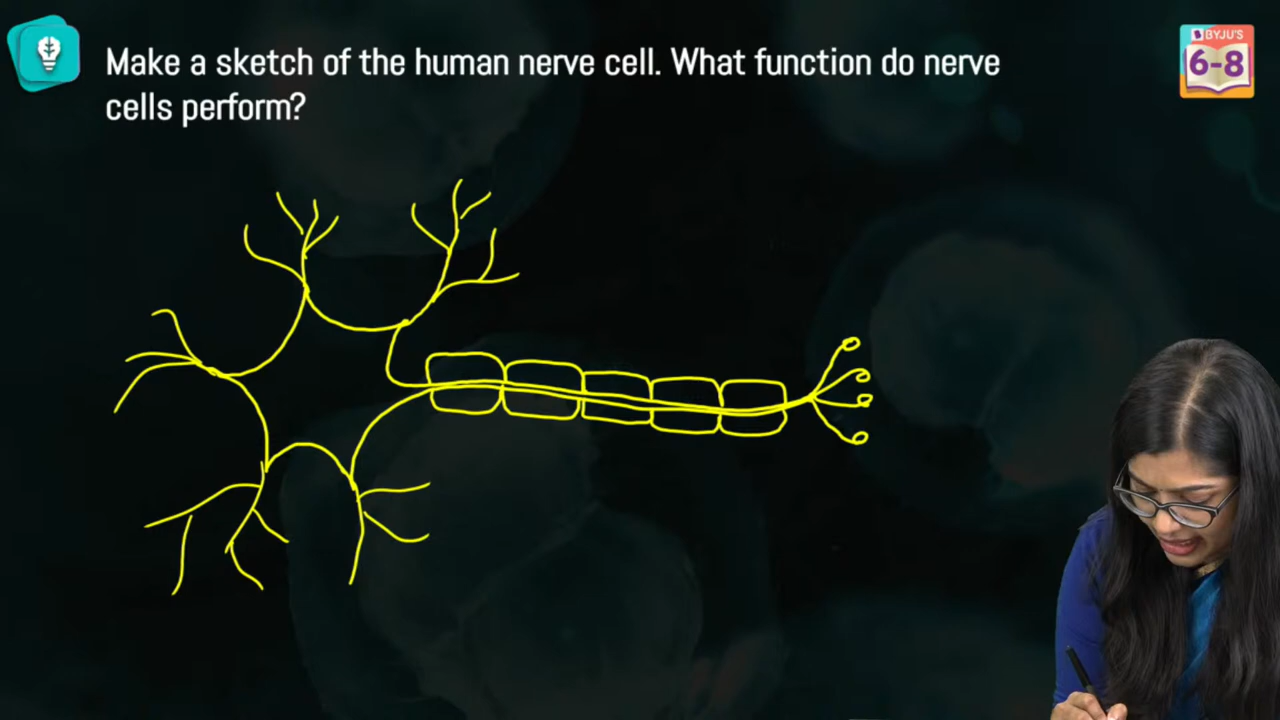 Make a sketch of the human nerve cell. What function do nerve
cells perform?
BYJU'S
6-8